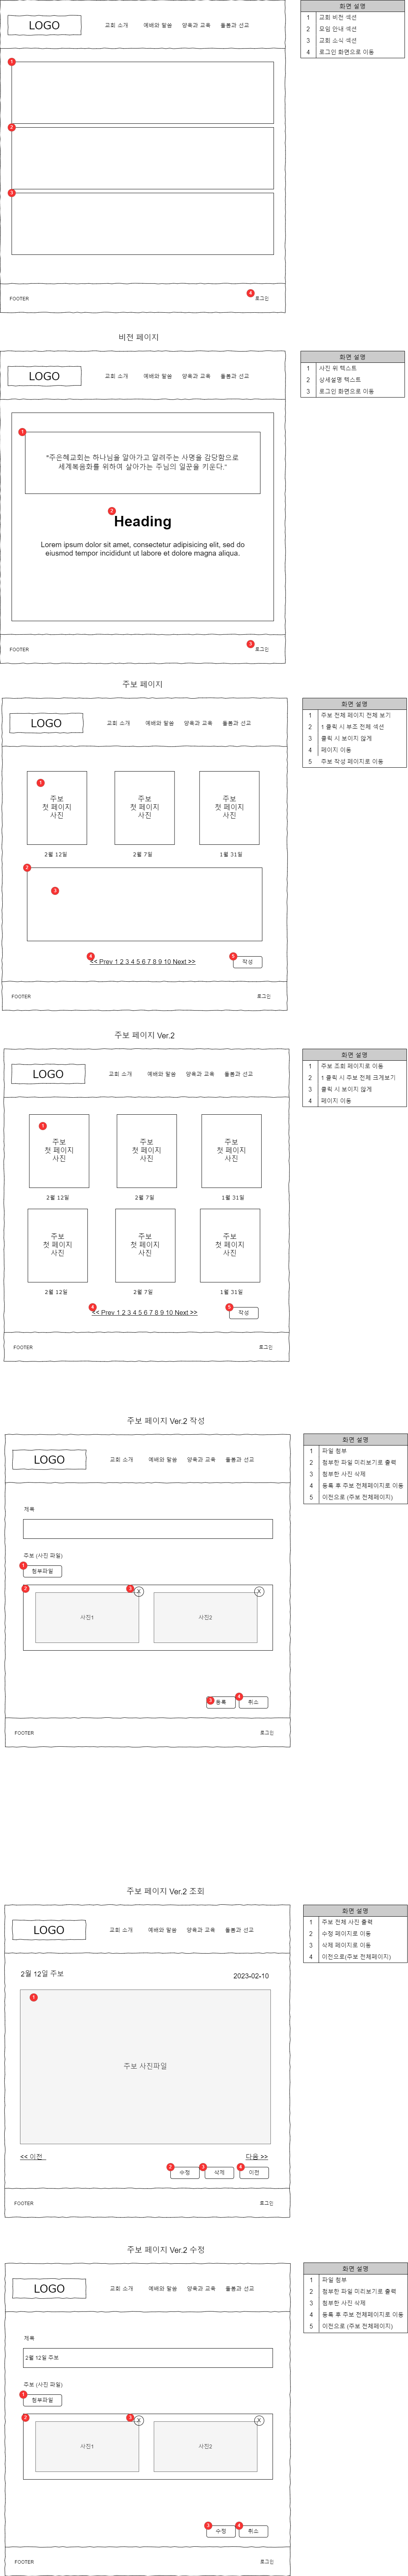 LOGO
교회 소개 예배와 말씀 양육과 교육 돌봄과 선교
1
2
3
FOOTER
4
로그인
화면 설명
1 교회 비전 섹션
2 모임 안내 섹션
3 교회 소식 섹션
4 로그인 화면으로 이동
비전 페이지
LOGO
교회 소개 예배와 말씀 양육과 교육 돌봄과 선교
1
"주은혜교회는 하나님을 알아가고 알려주는 사명을 감당함으로
세계복음화를 위하여 살아가는 주님의 일꾼을 키운다."
2
Heading
Lorem ipsum dolor sit amet, consectetur adipisicing elit, sed do
eiusmod tempor incididunt ut labore et dolore magna aliqua.
FOOTER
3
로그인
화면 설명
1 사진 위 텍스트
2 상세설명 텍스트
3 로그인 화면으로 이동
주보 페이지
LOGO
교회 소개 예배와 말씀 양육과 교육 돌봄과 선교
1
주보
첫 페이지
사진
주보
첫 페이지
사진
주보
첫 페이지
사진
2월 12일 2월 7일 1월 31일
2
3
4
<< Prev 1 2 3 4 5 6 7 8 9 10 Next >>
5
작성
FOOTER 로그인
화면 설명
1 주보 전체 페이지 전체 보기
2 1 클릭 시 부조 전체 섹션
3 클릭 시 보이지 않게
4 페이지 이동
5 주보 작성 페이지로 이동
주보 페이지 Ver.2
LOGO
교회 소개 예배와 말씀 양육과 교육 돌봄과 선교
1
주보
첫 페이지
사진
주보
첫 페이지
사진
주보
첫 페이지
사진
2월 12일 2월 7일 1월 31일
주보
첫 페이지
사진
주보
첫 페이지
사진
주보
첫 페이지
사진
2월 12일 2월 7일 1월 31일
4
<< Prev 1 2 3 4 5 6 7 8 9 10 Next >>
5
작성
FOOTER 로그인
화면 설명
1 주보 조회 페이지로 이동
2 1 클릭 시 주보 전체 크게보기
3 클릭 시 보이지 않게
4 페이지 이동
주보 페이지 Ver.2 작성
LOGO
교회 소개 예배와 말씀 양육과 교육 돌봄과 선교
제목
주보 (사진 파일)
1
첨부파일
2
3
X X
사진1 사진2
3
등록
4
취소
FOOTER 로그인
화면 설명
1 파일 첨부
2 첨부한 파일 미리보기로 출력
3 첨부한 사진 삭제
4 등록 후 주보 전체페이지로 이동
5 이전으로 (주보 전체페이지)
주보 페이지 Ver.2 조회
LOGO
교회 소개 예배와 말씀 양육과 교육 돌봄과 선교
2월 12일 주보 2023-02-10
1
주보 사진파일
<< 이전 다음 >>
2
수정
3
삭제
4
이전
FOOTER 로그인
화면 설명
1 주보 전체 사진 출력
2 수정 페이지로 이동
3 삭제 페이지로 이동
4 이전으로(주보 전체페이지)
주보 페이지 Ver.2 수정
LOGO
교회 소개 예배와 말씀 양육과 교육 돌봄과 선교
제목
2월 12일 주보
주보 (사진 파일)
1
첨부파일
2
3
X X
사진1 사진2
3
수정
4
취소
FOOTER 로그인
화면 설명
1 파일 첨부
2 첨부한 파일 미리보기로 출력
3 첨부한 사진 삭제
4 등록 후 주보 전체페이지로 이동
5 이전으로 (주보 전체페이지)